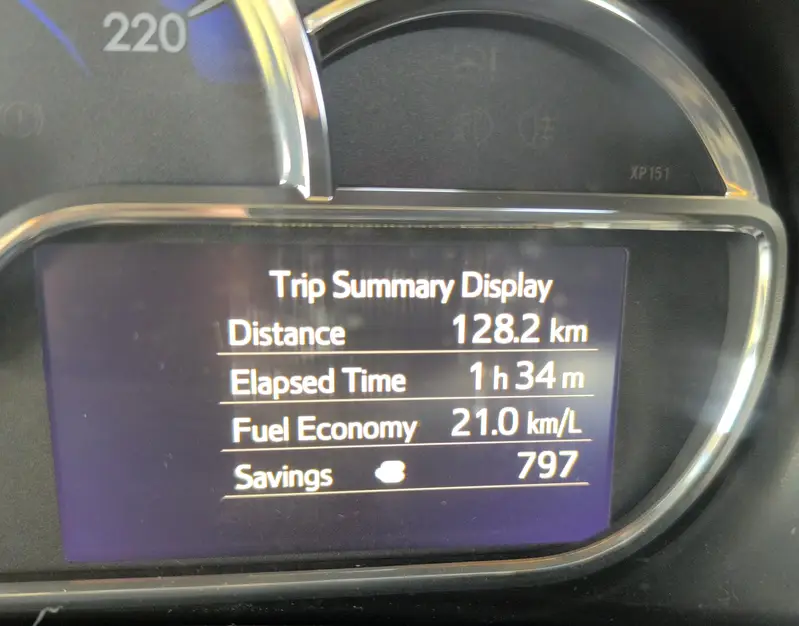 220
XP151
Trip Summary Display
Distance 128.2 km
Elapsed Time 1 h 34 m
Fuel Economy 21.0 km/L
Savings 797